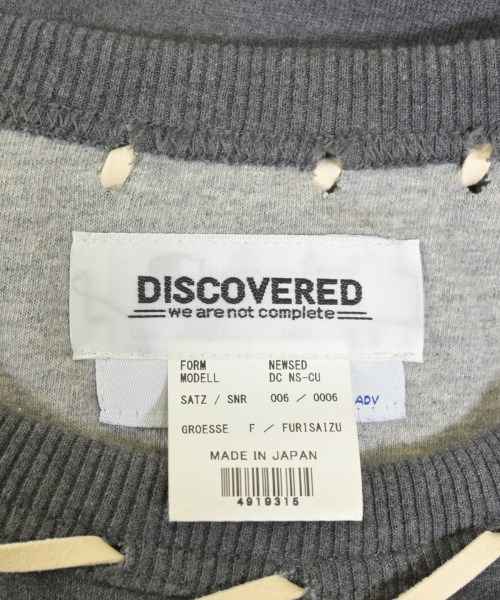 DISCOVERED
we are not complete
FORM NEWSED
MODELL DC NS-CU
SATZ / SNR 006 / 0006
ADV
GROESSE F / FURISAIZU
MADE IN JAPAN
4919315